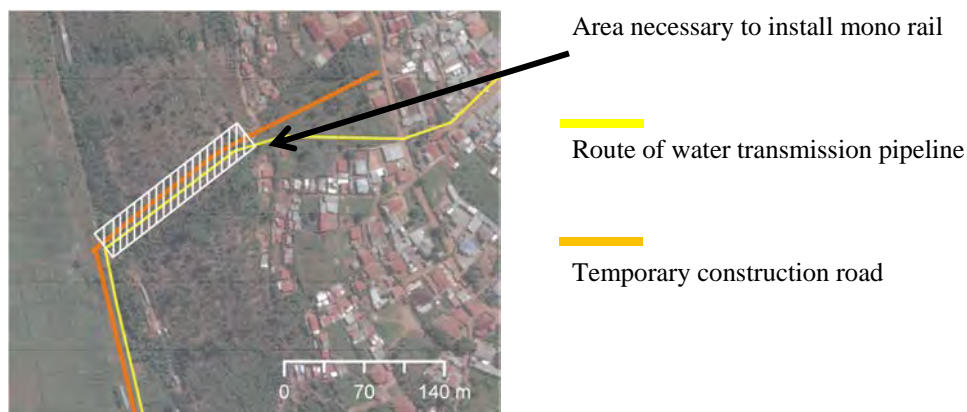 Area necessary to install mono rail
Route of water transmission pipeline
Temporary construction road
0 70 140 m